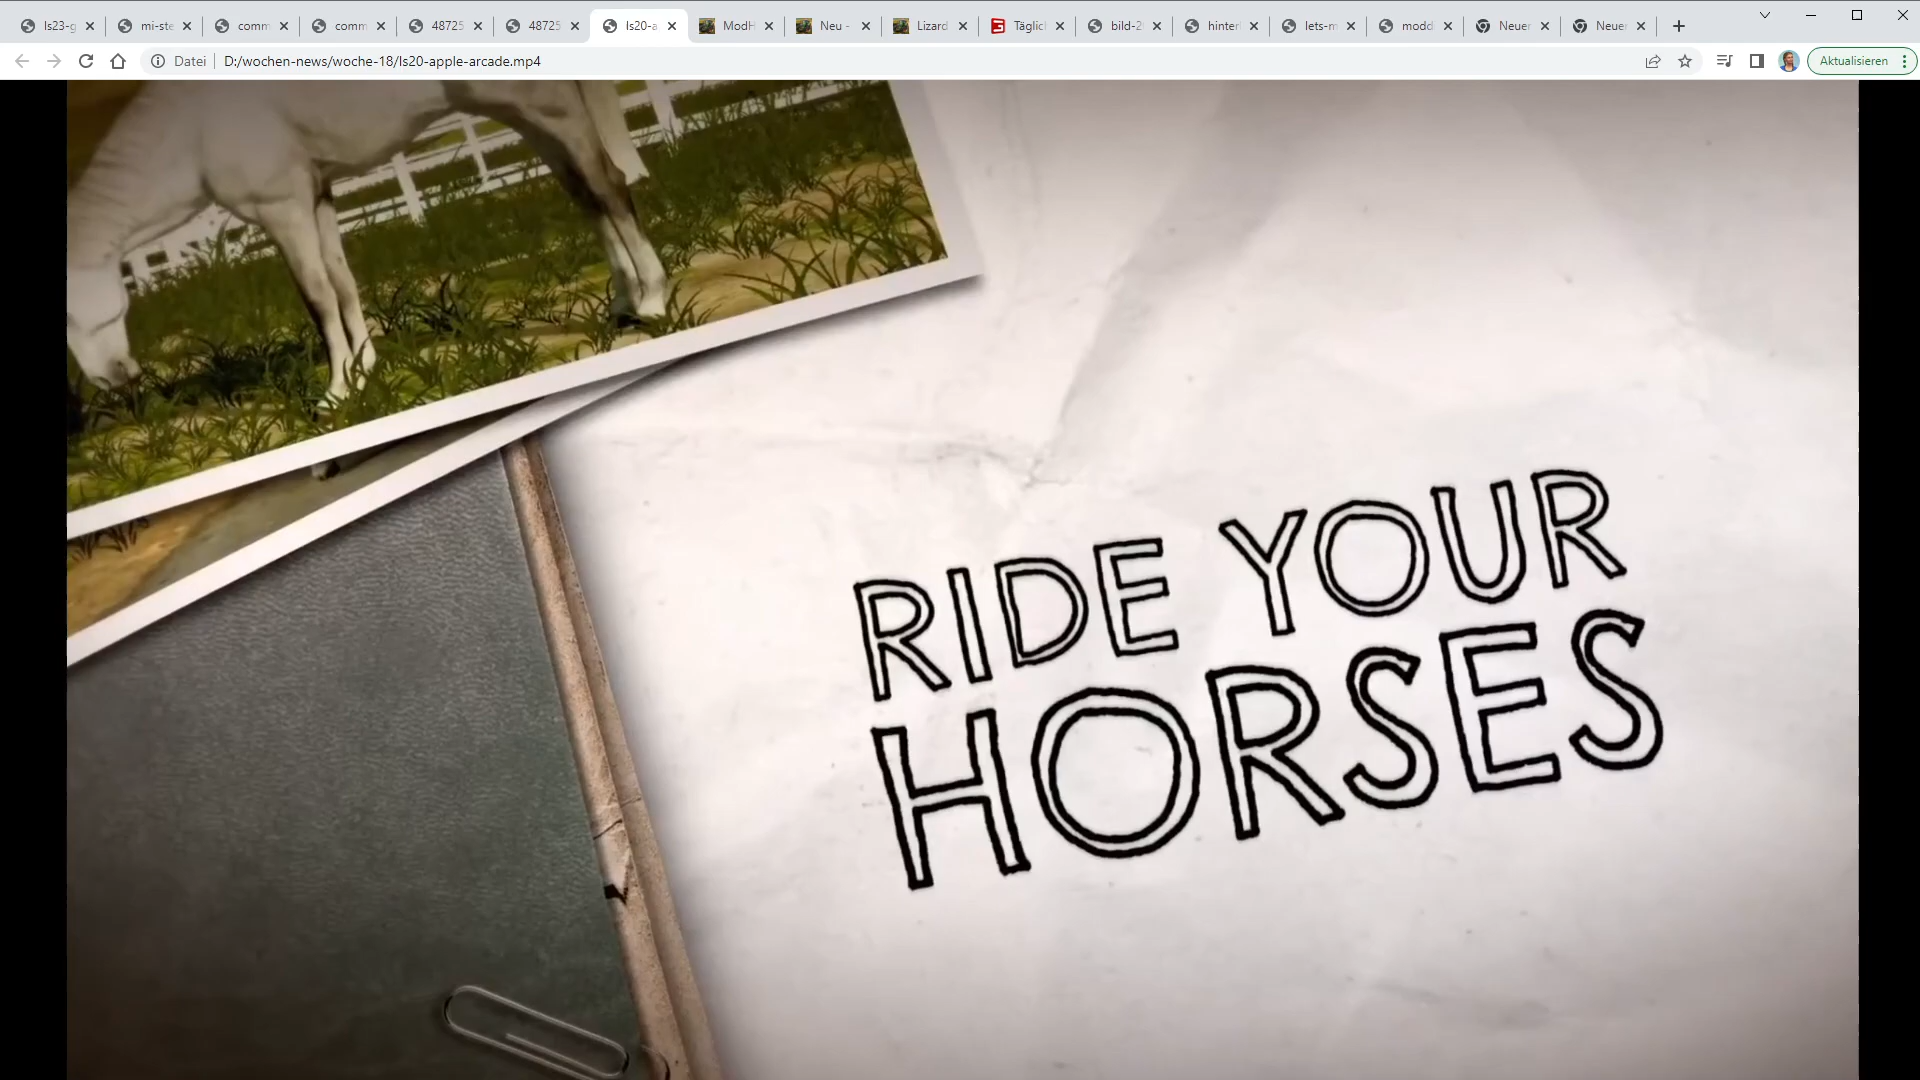 ls23-g
mi-ste
comm
comm
48725
48725
ls20-a
ModH
Neu -
Lizard
Täglic
bild-2
hinter
lets-m
modd
Neuer
Neuer
Datei
D:/wochen-news/woche-18/ls20-apple-arcade.mp4
Aktualisieren
RIDE YOUR
HORSES